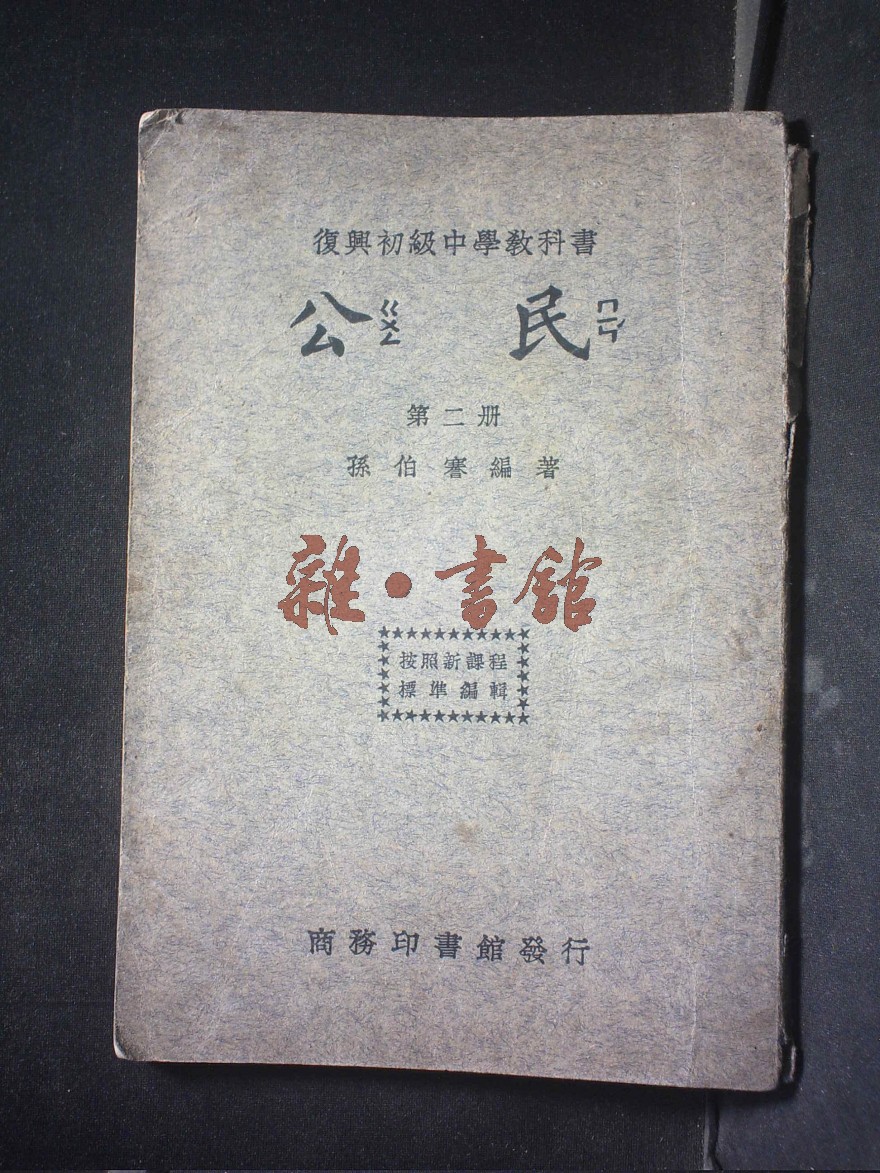 復興初級中學教科書
公ㄍㄨㄥ 民ㄇㄧㄣˊ
第二册
孫伯謇編著
雜·書館
按照新課程
標準編輯
商務印書館發行